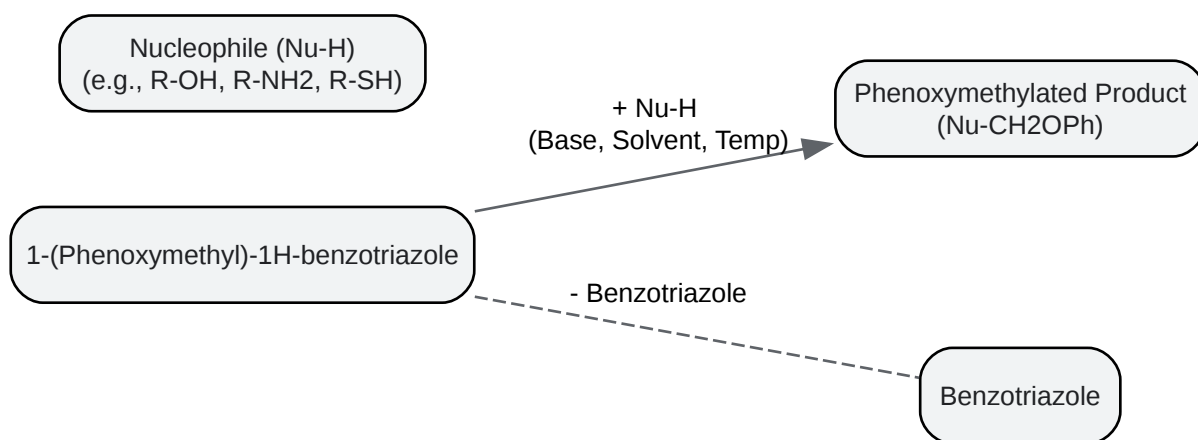 Nucleophile (Nu-H)
(e.g., R-OH, R-NH2, R-SH)
+ Nu-H
(Base, Solvent, Temp)
Phenoxymethylated Product
(Nu-CH2OPh)
1-(Phenoxymethyl)-1H-benzotriazole
- Benzotriazole
Benzotriazole